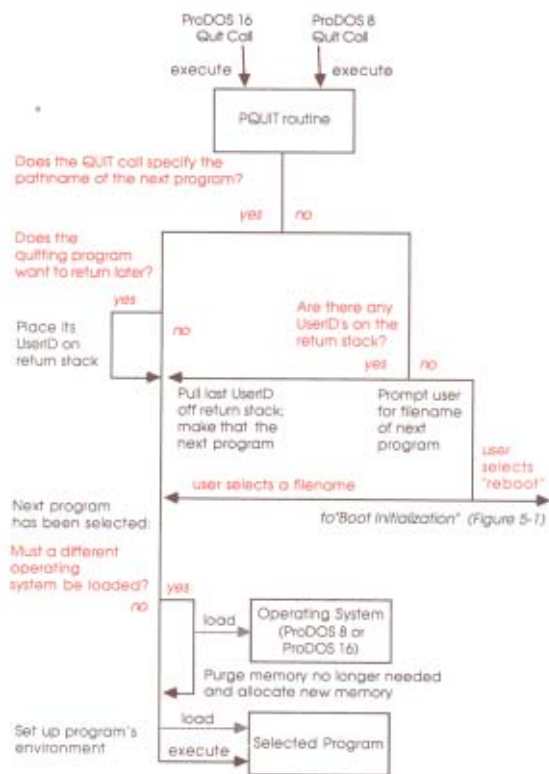 ProDOS 16
Quit Call
ProDOS 8
Quit Call
execute
execute
PQUIT routine
Does the QUIT call specify the
pathname of the next program?
yes
no
Does the
quitting program
want to return later?
yes
no
Place its
UserID on
return stack
Are there any
UserID's on the
return stack?
yes
no
Pull last UserID
off return stack;
make that the
next program
Prompt user
for filename
of next
program
user
selects
"reboot"
user selects a filename
to "Boot Initialization" (Figure 5-1)
Next program
has been selected:
Must a different
operating
system be loaded?
no
yes
load
Operating System
(ProDOS 8 or
ProDOS 16)
Purge memory no longer needed
and allocate new memory
Set up program's
environment
load
execute
Selected Program